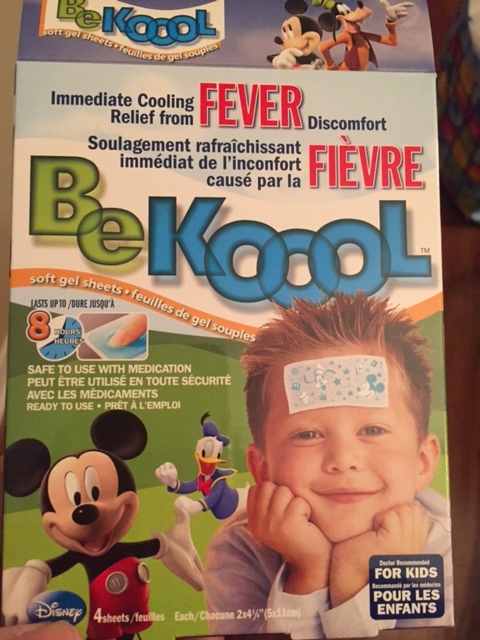 Be KOOOL
soft gel sheets • feuilles de gel souples
Immediate Cooling
Relief from FEVER Discomfort
Soulagement rafraîchissant
immédiat de l'inconfort
causé par la FIÈVRE
Be KOOOL™
soft gel sheets • feuilles de gel souples
LASTS UP TO / DURE JUSQU'À
8 HOURS
HEURES
SAFE TO USE WITH MEDICATION
PEUT ÊTRE UTILISÉ EN TOUTE SÉCURITÉ
AVEC LES MÉDICAMENTS
READY TO USE • PRÊT À L'EMPLOI
Doctor Recommended
FOR KIDS
Recommandé par les médecins
POUR LES
ENFANTS
Disney
4 sheets / feuilles Each/Chacune 2x4¼" (5x11cm)